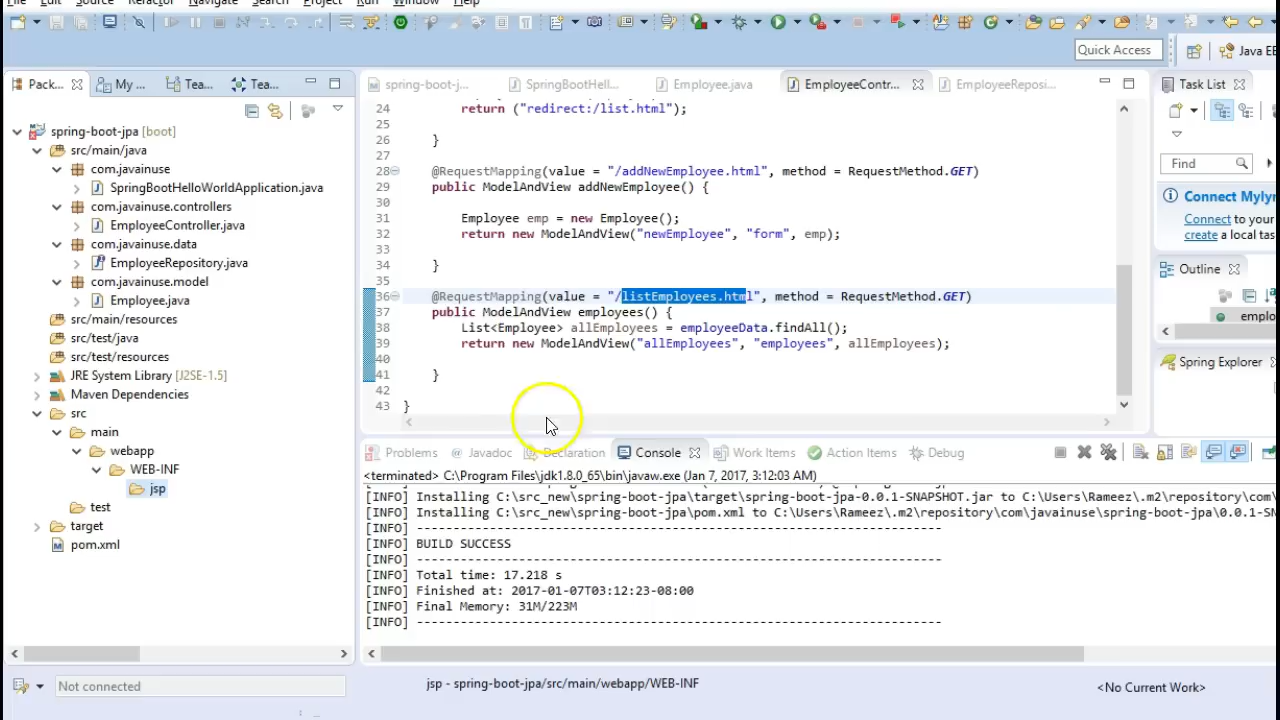 File Edit Source Refactor Navigate Search Project Run Window Help
Quick Access
Java EE
Pack...
My ...
Tea...
Tea...
spring-boot-jpa [boot]
src/main/java
com.javainuse
SpringBootHelloWorldApplication.java
com.javainuse.controllers
EmployeeController.java
com.javainuse.data
EmployeeRepository.java
com.javainuse.model
Employee.java
src/main/resources
src/test/java
src/test/resources
JRE System Library [J2SE-1.5]
Maven Dependencies
src
main
webapp
WEB-INF
jsp
test
target
pom.xml
spring-boot-j...
SpringBootHell...
Employee.java
EmployeeContr...
EmployeeReposi...
24 return ("redirect:/list.html");
25
26 }
27
28 @RequestMapping(value = "/addNewEmployee.html", method = RequestMethod.GET)
29 public ModelAndView addNewEmployee() {
30
31 Employee emp = new Employee();
32 return new ModelAndView("newEmployee", "form", emp);
33
34 }
35
36 @RequestMapping(value = "/listEmployees.html", method = RequestMethod.GET)
37 public ModelAndView employees() {
38 List<Employee> allEmployees = employeeData.findAll();
39 return new ModelAndView("allEmployees", "employees", allEmployees);
40
41 }
42
43 }
Task List
Find
Connect Myly
Connect to your
create a local tas
Outline
emplo
Spring Explorer
Problems
Javadoc
Declaration
Console
Work Items
Action Items
Debug
<terminated> C:\Program Files\jdk1.8.0_65\bin\javaw.exe (Jan 7, 2017, 3:12:03 AM)
[INFO] Installing C:\src_new\spring-boot-jpa\target\spring-boot-jpa-0.0.1-SNAPSHOT.jar to C:\Users\Rameez\.m2\repository\con
[INFO] Installing C:\src_new\spring-boot-jpa\pom.xml to C:\Users\Rameez\.m2\repository\com\javainuse\spring-boot-jpa\0.0.1-SN
[INFO] ------------------------------------------------------------------------
[INFO] BUILD SUCCESS
[INFO] ------------------------------------------------------------------------
[INFO] Total time: 17.218 s
[INFO] Finished at: 2017-01-07T03:12:23-08:00
[INFO] Final Memory: 31M/223M
[INFO] ------------------------------------------------------------------------
Not connected
jsp - spring-boot-jpa/src/main/webapp/WEB-INF
<No Current Work>